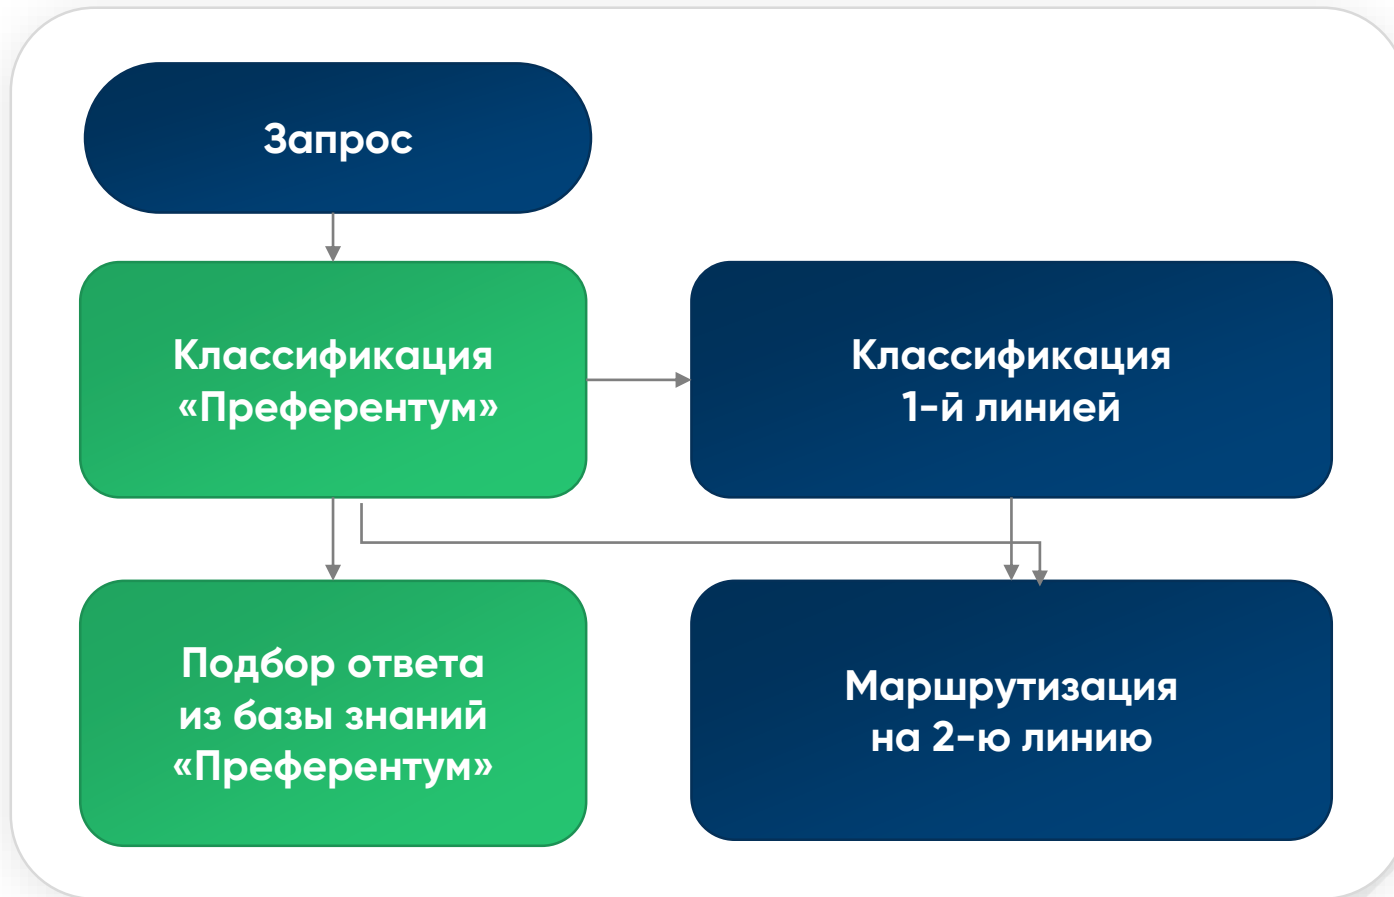 Запрос
Классификация
«Преферентум»
Классификация
1-й линией
Подбор ответа
из базы знаний
«Преферентум»
Маршрутизация
на 2-ю линию